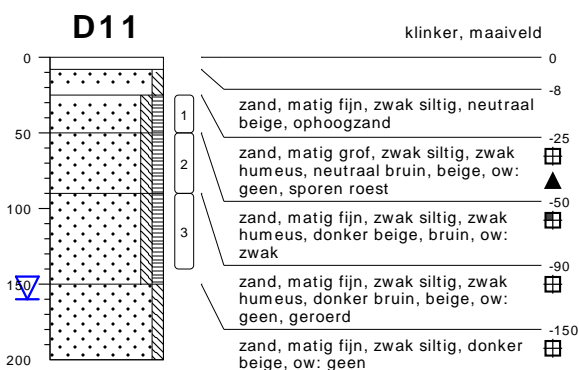 D11
klinker, maaiveld
0
0
-8
zand, matig fijn, zwak siltig, neutraal
beige, ophoogzand
1
-25
50
zand, matig grof, zwak siltig, zwak
humeus, neutraal bruin, beige, ow:
geen, sporen roest
2
-50
100
zand, matig fijn, zwak siltig, zwak
humeus, donker beige, bruin, ow:
zwak
3
-90
150
zand, matig fijn, zwak siltig, zwak
humeus, donker bruin, beige, ow:
geen, geroerd
-150
200
zand, matig fijn, zwak siltig, donker
beige, ow: geen